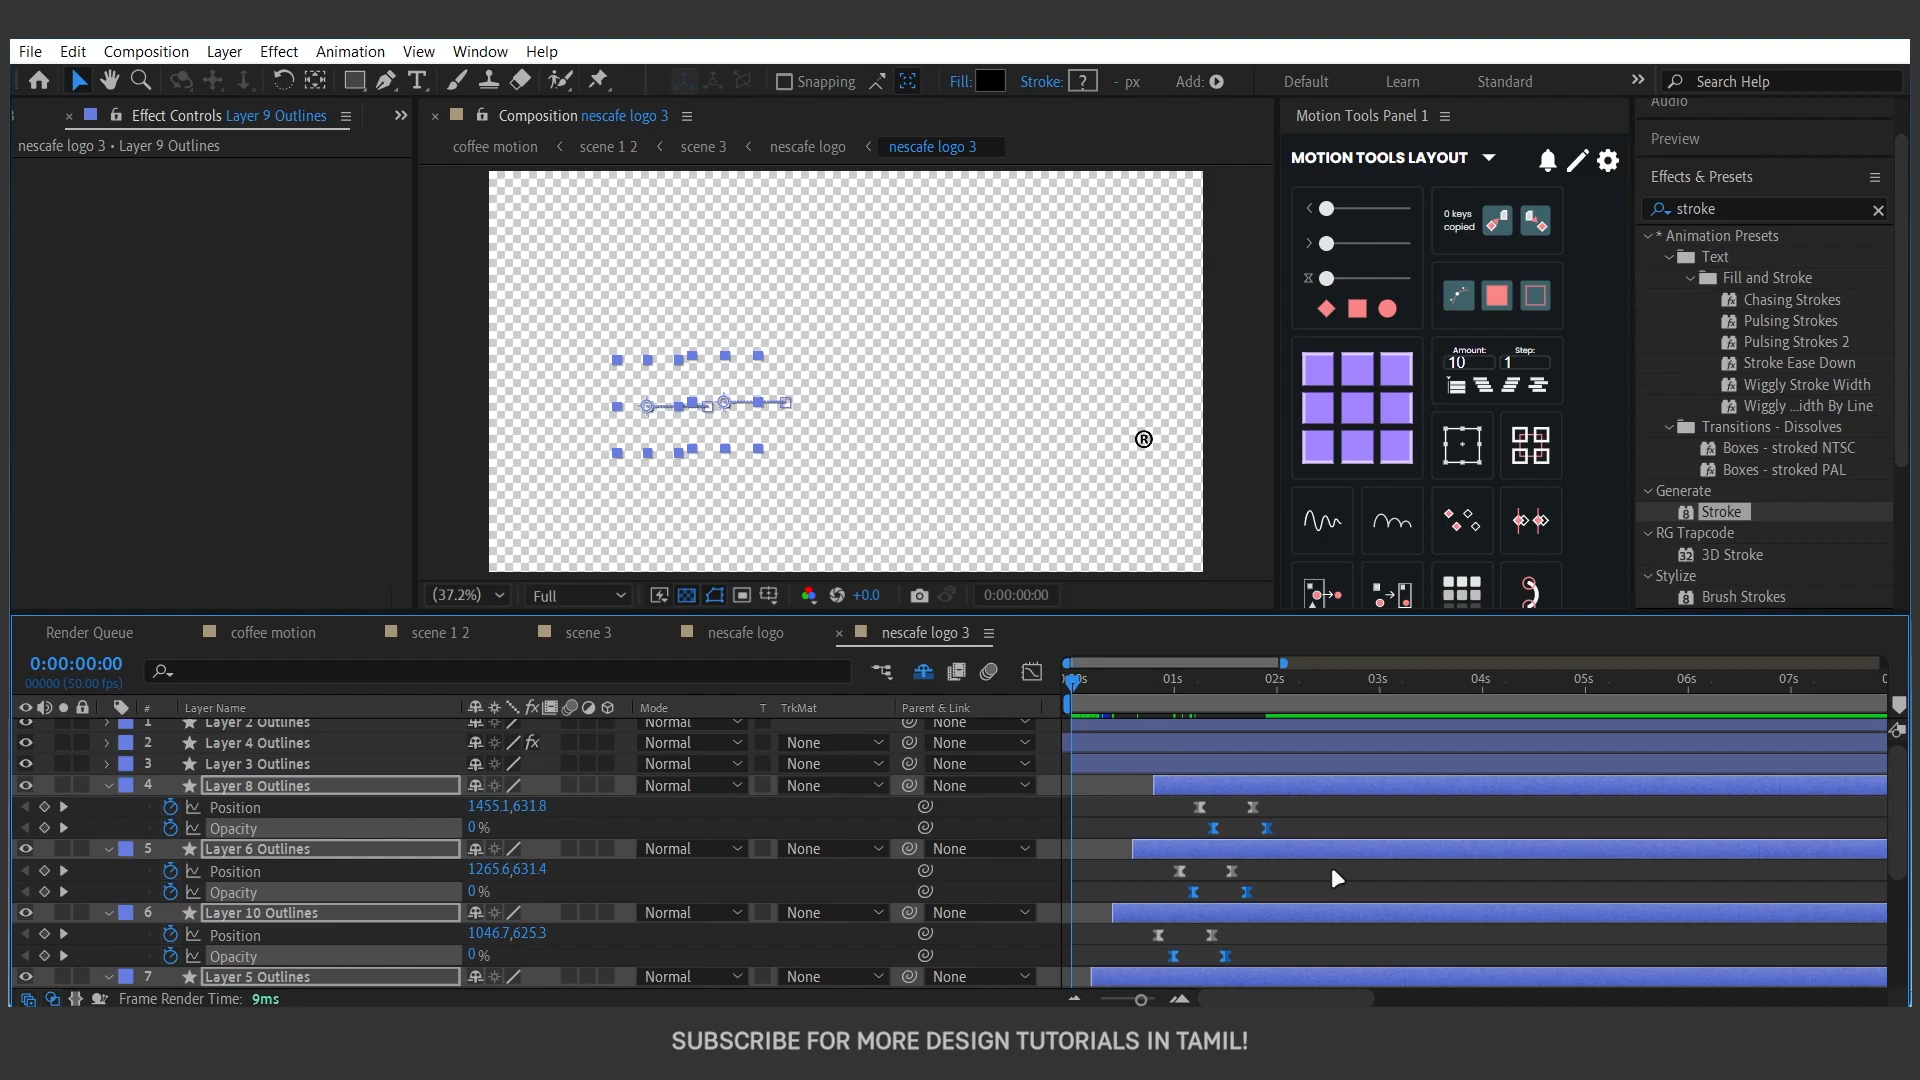 File Edit Composition Layer Effect Animation View Window Help
Snapping Fill: Stroke: ? - px Add: Default Learn Standard Search Help
Effect Controls Layer 9 Outlines
nescafe logo 3 • Layer 9 Outlines
Composition nescafe logo 3
coffee motion < scene 1 2 < scene 3 < nescafe logo < nescafe logo 3
®
(37.2%) Full +0.0 0:00:00:00
Motion Tools Panel 1
MOTION TOOLS LAYOUT
0 keys
copied
Amount: Step:
10 1
Audio
Preview
Effects & Presets
stroke
* Animation Presets
Text
Fill and Stroke
Chasing Strokes
Pulsing Strokes
Pulsing Strokes 2
Stroke Ease Down
Wiggly Stroke Width
Wiggly ...idth By Line
Transitions - Dissolves
Boxes - stroked NTSC
Boxes - stroked PAL
Generate
Stroke
RG Trapcode
3D Stroke
Stylize
Brush Strokes
Render Queue coffee motion scene 1 2 scene 3 nescafe logo nescafe logo 3
0:00:00:00
00000 (50.00 fps)
01s 02s 03s 04s 05s 06s 07s
# Layer Name Mode T TrkMat Parent & Link
1 Layer 2 Outlines Normal None
2 Layer 4 Outlines Normal None None
3 Layer 3 Outlines Normal None None
4 Layer 8 Outlines Normal None None
Position 1455.1,631.8
Opacity 0 %
5 Layer 6 Outlines Normal None None
Position 1265.6,631.4
Opacity 0 %
6 Layer 10 Outlines Normal None None
Position 1046.7,625.3
Opacity 0 %
7 Layer 5 Outlines Normal None None
Frame Render Time: 9ms
SUBSCRIBE FOR MORE DESIGN TUTORIALS IN TAMIL!